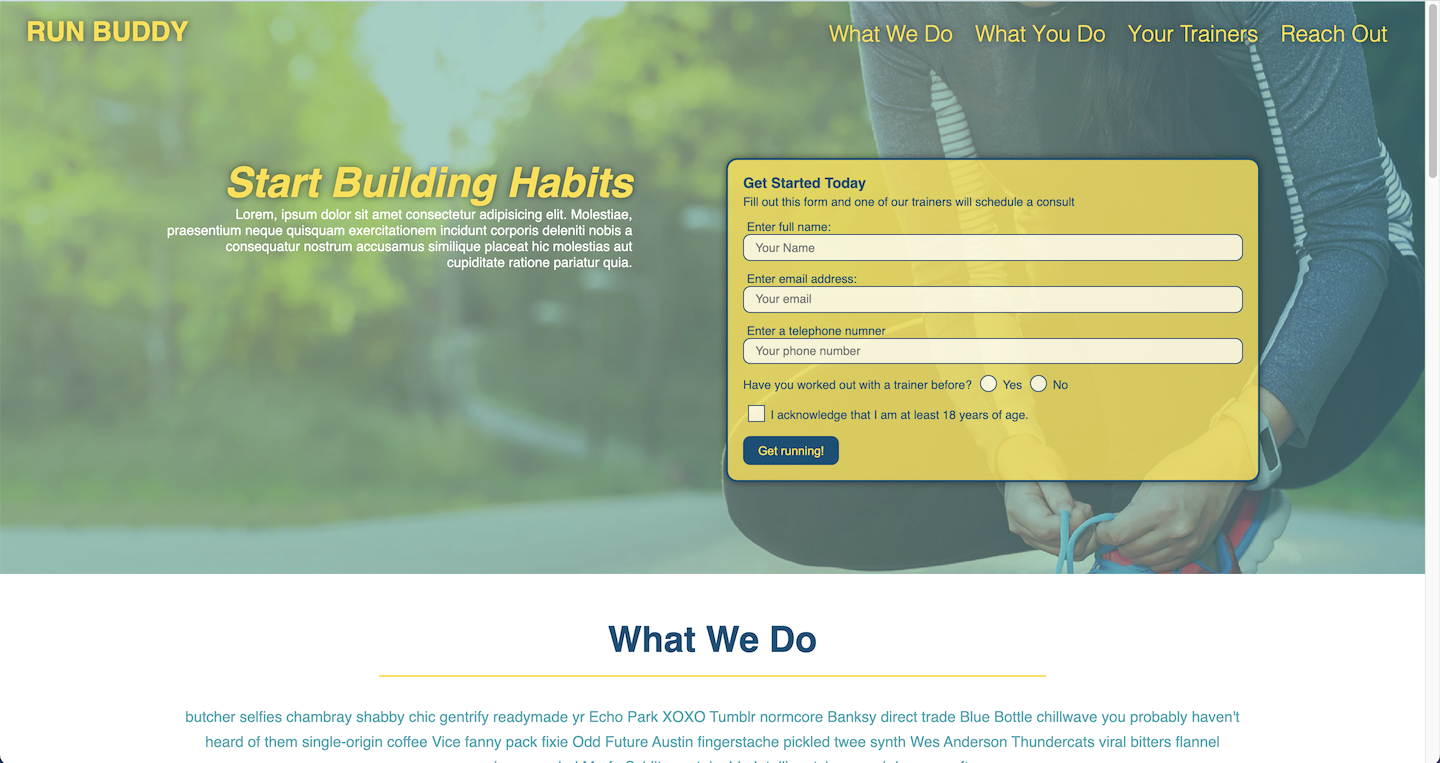 RUN BUDDY
What We Do What You Do Your Trainers Reach Out
Start Building Habits
Lorem, ipsum dolor sit amet consectetur adipisicing elit. Molestiae,
praesentium neque quisquam exercitationem incidunt corporis deleniti nobis a
consequatur nostrum accusamus similique placeat hic molestias aut
cupiditate ratione pariatur quia.
Get Started Today
Fill out this form and one of our trainers will schedule a consult
Enter full name:
Your Name
Enter email address:
Your email
Enter a telephone numner
Your phone number
Have you worked out with a trainer before? Yes No
I acknowledge that I am at least 18 years of age.
Get running!
What We Do
butcher selfies chambray shabby chic gentrify readymade yr Echo Park XOXO Tumblr normcore Banksy direct trade Blue Bottle chillwave you probably haven't
heard of them single-origin coffee Vice fanny pack fixie Odd Future Austin fingerstache pickled twee synth Wes Anderson Thundercats viral bitters flannel